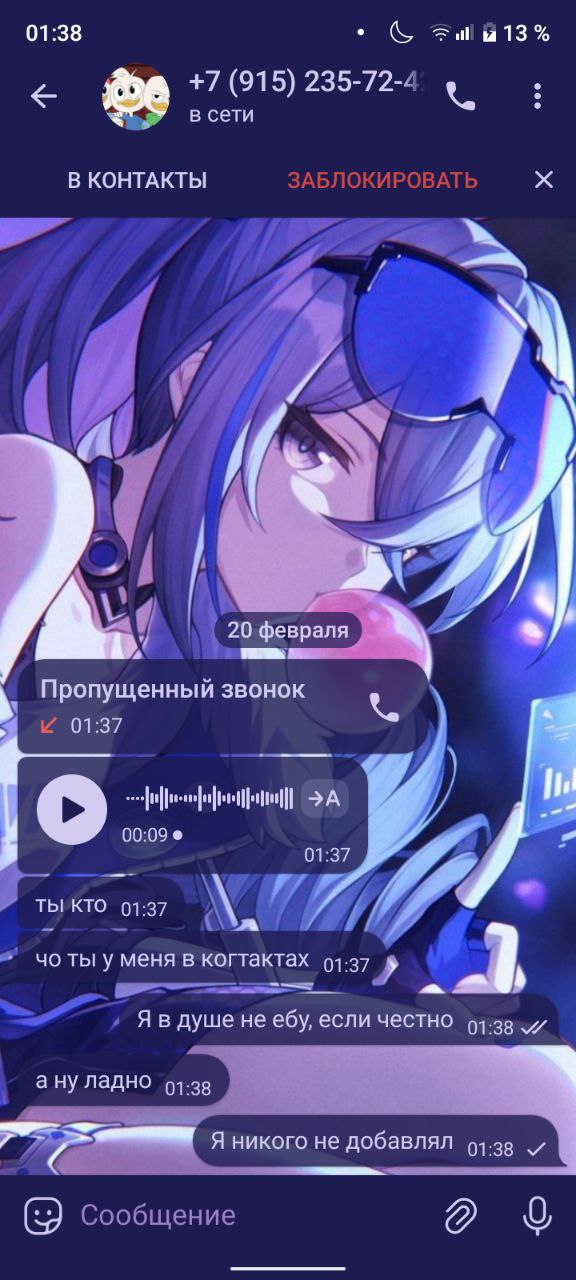 01:38
13 %
+7 (915) 235-72-4
в сети
В КОНТАКТЫ
ЗАБЛОКИРОВАТЬ
20 февраля
Пропущенный звонок
01:37
→A
00:09
01:37
ты кто 01:37
чо ты у меня в когтактах 01:37
Я в душе не ебу, если честно 01:38
а ну ладно 01:38
Я никого не добавлял 01:38
Сообщение